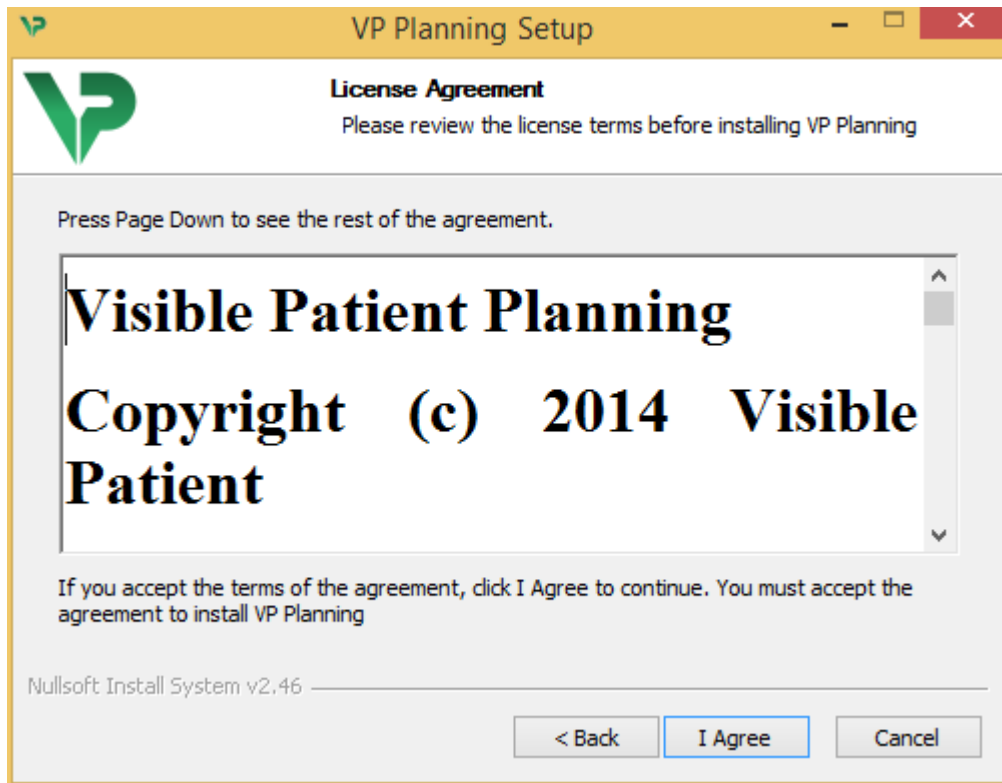 VP
VP Planning Setup
VP
License Agreement
Please review the license terms before installing VP Planning
Press Page Down to see the rest of the agreement.
Visible Patient Planning
Copyright (c) 2014 Visible
Patient
If you accept the terms of the agreement, click I Agree to continue. You must accept the
agreement to install VP Planning
Nullsoft Install System v2.46
< Back I Agree Cancel